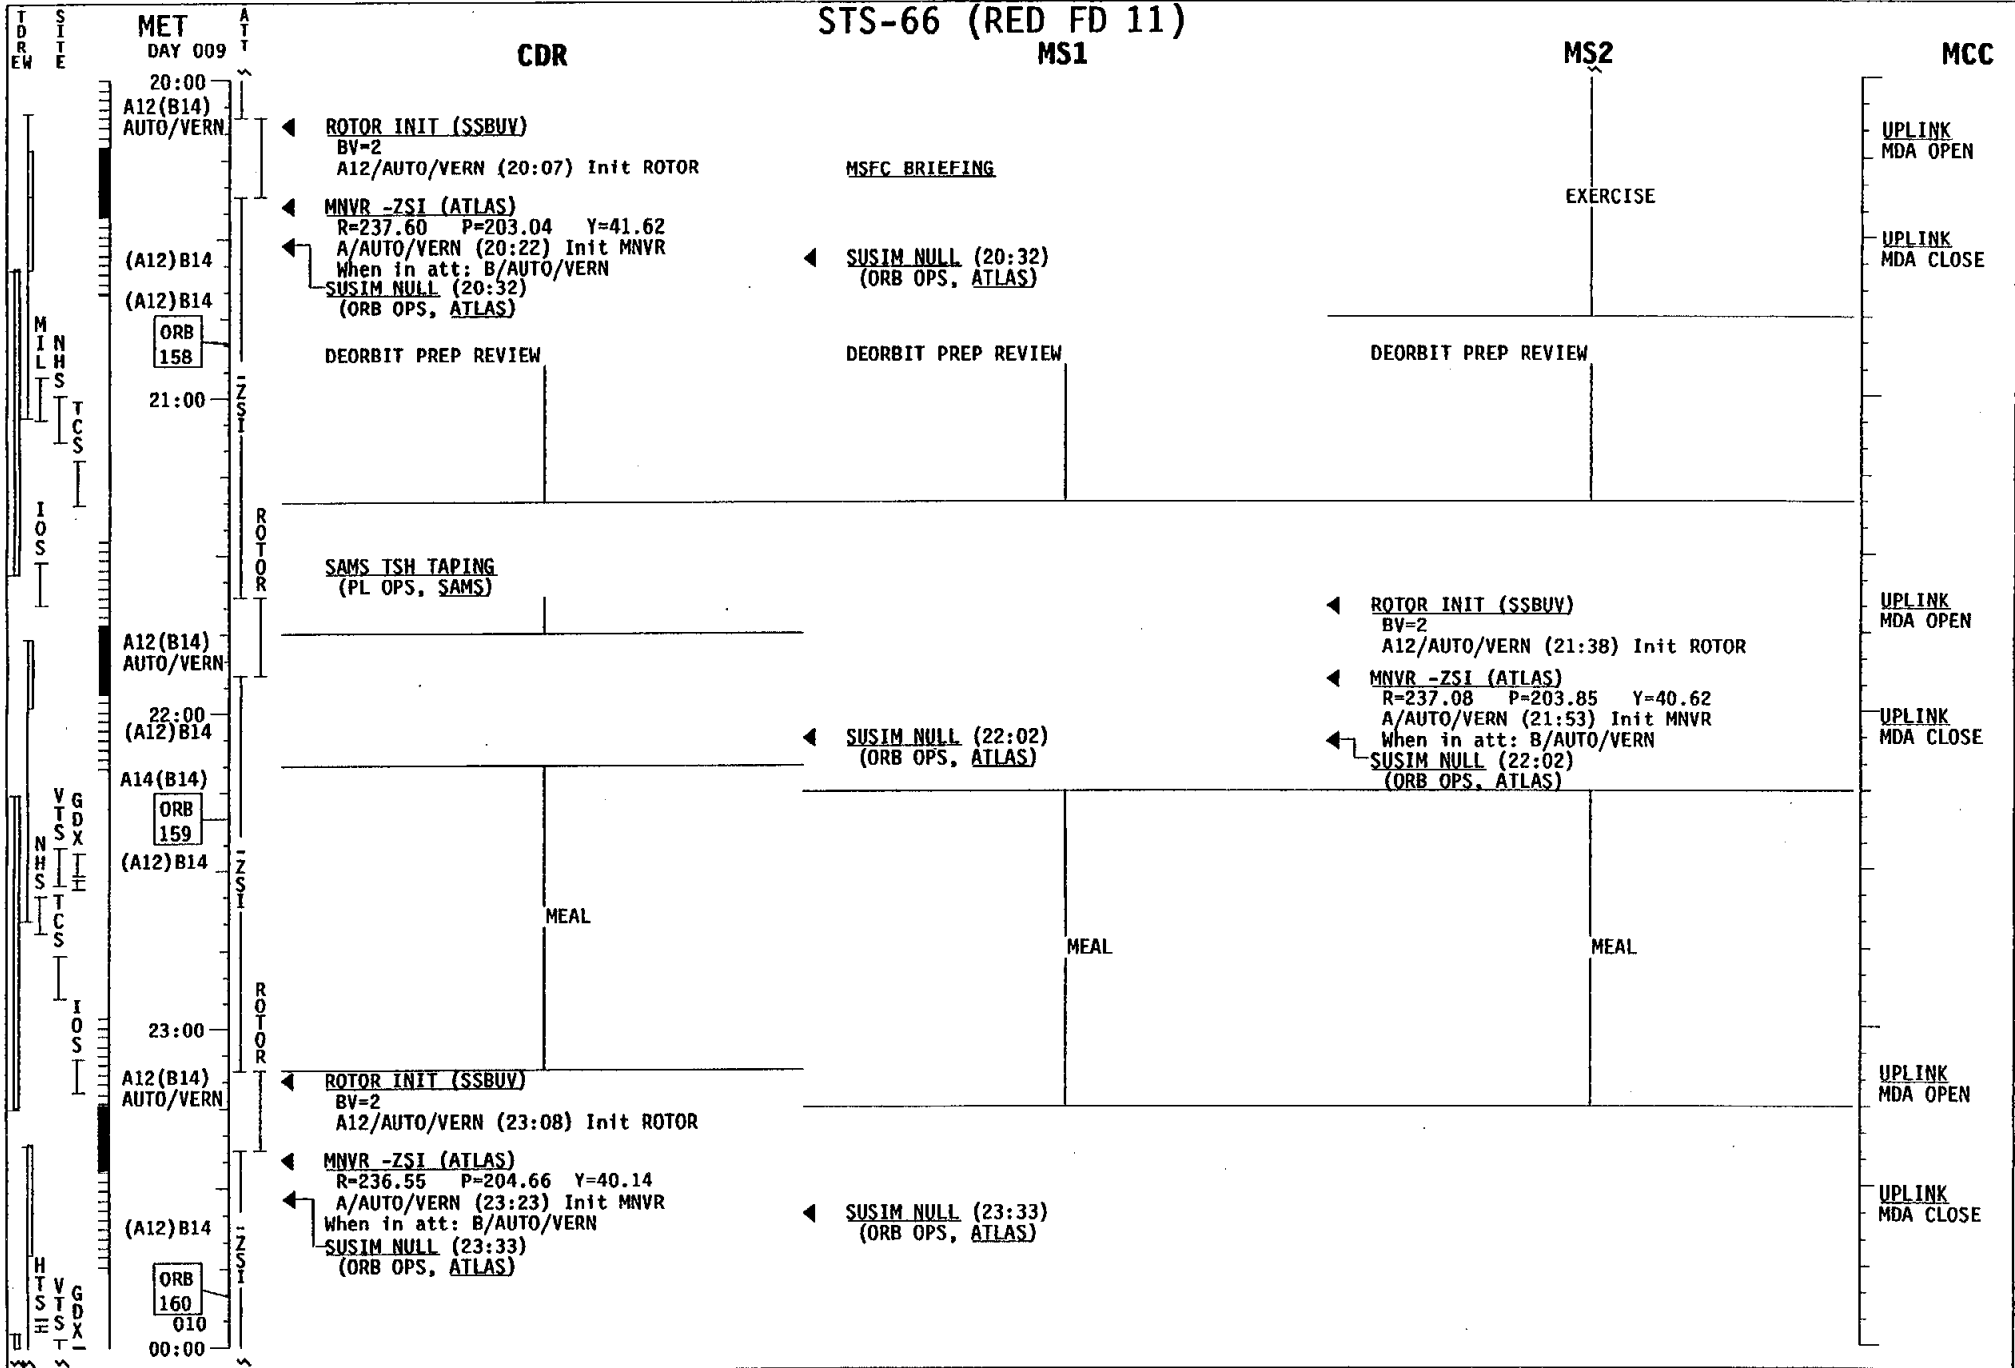 STS-66 (RED FD 11)
TDRE W
SITE
MET
DAY 009
ATT
CDR
MS1
MS2
MCC
20:00
A12(B14)
AUTO/VERN
ROTOR INIT (SSBUV)
BV=2
A12/AUTO/VERN (20:07) Init ROTOR
MSFC BRIEFING
EXERCISE
UPLINK
MDA OPEN
MNVR -ZSI (ATLAS)
R=237.60 P=203.04 Y=41.62
A/AUTO/VERN (20:22) Init MNVR
When in att: B/AUTO/VERN
SUSIM NULL (20:32)
(ORB OPS, ATLAS)
SUSIM NULL (20:32)
(ORB OPS, ATLAS)
UPLINK
MDA CLOSE
(A12)B14
(A12)B14
ORB
158
MIL
NHS
TCS
IOS
DEORBIT PREP REVIEW
DEORBIT PREP REVIEW
DEORBIT PREP REVIEW
-ZSI
21:00
ROTOR
SAMS TSH TAPING
(PL OPS, SAMS)
A12(B14)
AUTO/VERN
ROTOR INIT (SSBUV)
BV=2
A12/AUTO/VERN (21:38) Init ROTOR
UPLINK
MDA OPEN
MNVR -ZSI (ATLAS)
R=237.08 P=203.85 Y=40.62
A/AUTO/VERN (21:53) Init MNVR
When in att: B/AUTO/VERN
SUSIM NULL (22:02)
(ORB OPS, ATLAS)
22:00
(A12)B14
SUSIM NULL (22:02)
(ORB OPS, ATLAS)
UPLINK
MDA CLOSE
A14(B14)
ORB
159
(A12)B14
NHS
VTS
GDX
TCS
IOS
-ZSI
MEAL
MEAL
MEAL
ROTOR
23:00
A12(B14)
AUTO/VERN
ROTOR INIT (SSBUV)
BV=2
A12/AUTO/VERN (23:08) Init ROTOR
UPLINK
MDA OPEN
MNVR -ZSI (ATLAS)
R=236.55 P=204.66 Y=40.14
A/AUTO/VERN (23:23) Init MNVR
When in att: B/AUTO/VERN
SUSIM NULL (23:33)
(ORB OPS, ATLAS)
SUSIM NULL (23:33)
(ORB OPS, ATLAS)
UPLINK
MDA CLOSE
(A12)B14
-ZSI
HTS
VTS
GDX
ORB
160
010
00:00